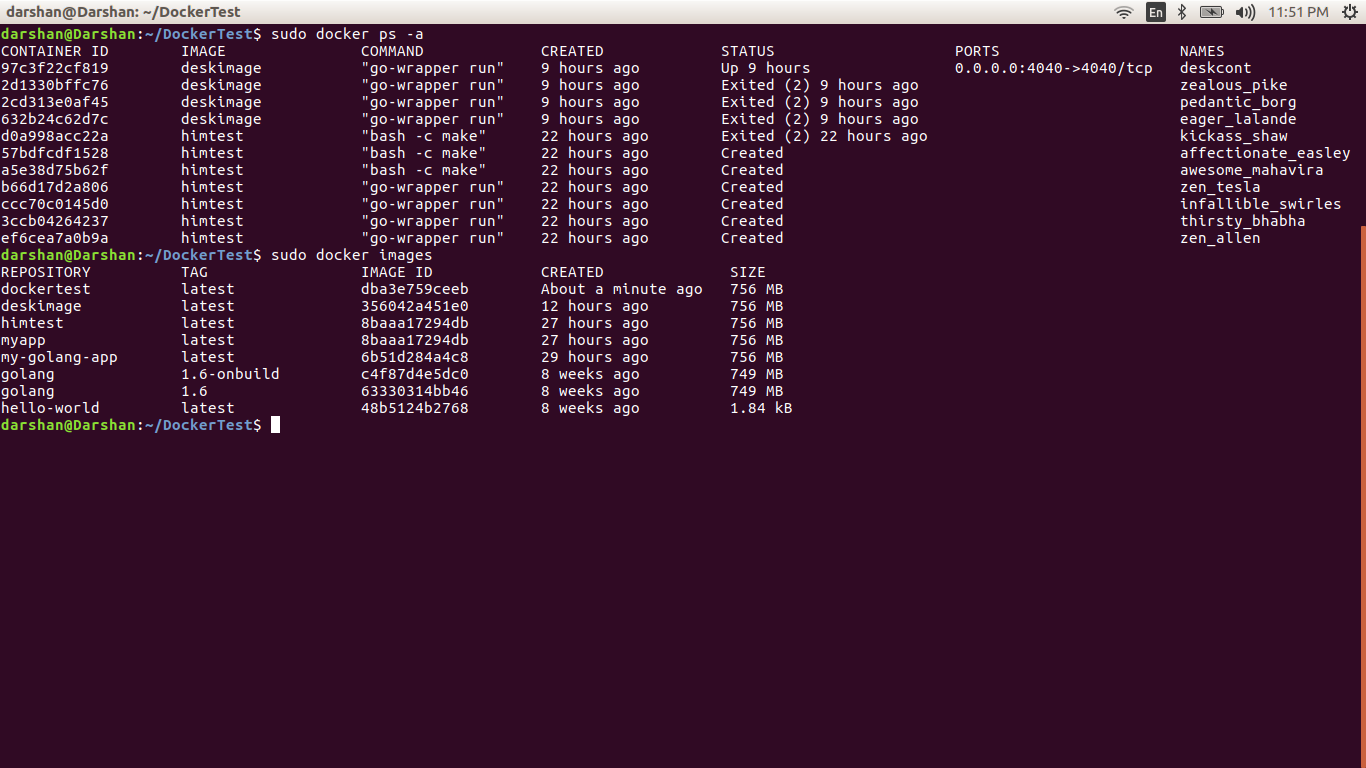 darshan@Darshan: ~/DockerTest En 11:51 PM
darshan@Darshan:~/DockerTest$ sudo docker ps -a
CONTAINER ID IMAGE COMMAND CREATED STATUS PORTS NAMES
97c3f22cf819 deskimage "go-wrapper run" 9 hours ago Up 9 hours 0.0.0.0:4040->4040/tcp deskcont
2d1330bffc76 deskimage "go-wrapper run" 9 hours ago Exited (2) 9 hours ago zealous_pike
2cd313e0af45 deskimage "go-wrapper run" 9 hours ago Exited (2) 9 hours ago pedantic_borg
632b24c62d7c deskimage "go-wrapper run" 9 hours ago Exited (2) 9 hours ago eager_lalande
d0a998acc22a himtest "bash -c make" 22 hours ago Exited (2) 22 hours ago kickass_shaw
57bdfcdf1528 himtest "bash -c make" 22 hours ago Created affectionate_easley
a5e38d75b62f himtest "bash -c make" 22 hours ago Created awesome_mahavira
b66d17d2a806 himtest "go-wrapper run" 22 hours ago Created zen_tesla
ccc70c0145d0 himtest "go-wrapper run" 22 hours ago Created infallible_swirles
3ccb04264237 himtest "go-wrapper run" 22 hours ago Created thirsty_bhabha
ef6cea7a0b9a himtest "go-wrapper run" 22 hours ago Created zen_allen
darshan@Darshan:~/DockerTest$ sudo docker images
REPOSITORY TAG IMAGE ID CREATED SIZE
dockertest latest dba3e759ceeb About a minute ago 756 MB
deskimage latest 356042a451e0 12 hours ago 756 MB
himtest latest 8baaa17294db 27 hours ago 756 MB
myapp latest 8baaa17294db 27 hours ago 756 MB
my-golang-app latest 6b51d284a4c8 29 hours ago 756 MB
golang 1.6-onbuild c4f87d4e5dc0 8 weeks ago 749 MB
golang 1.6 63330314bb46 8 weeks ago 749 MB
hello-world latest 48b5124b2768 8 weeks ago 1.84 kB
darshan@Darshan:~/DockerTest$